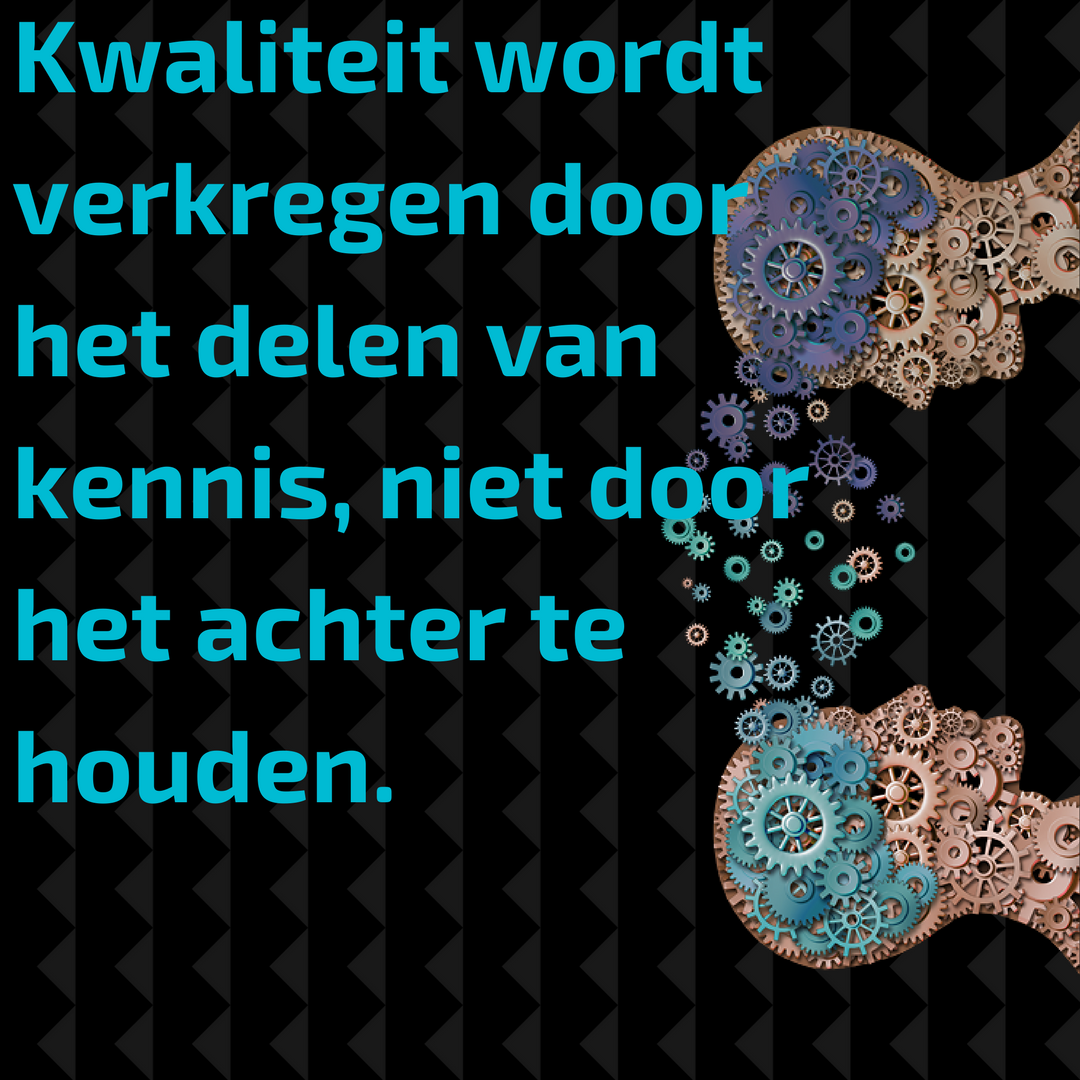 Kwaliteit wordt
verkregen door
het delen van
kennis, niet door
het achter te
houden.